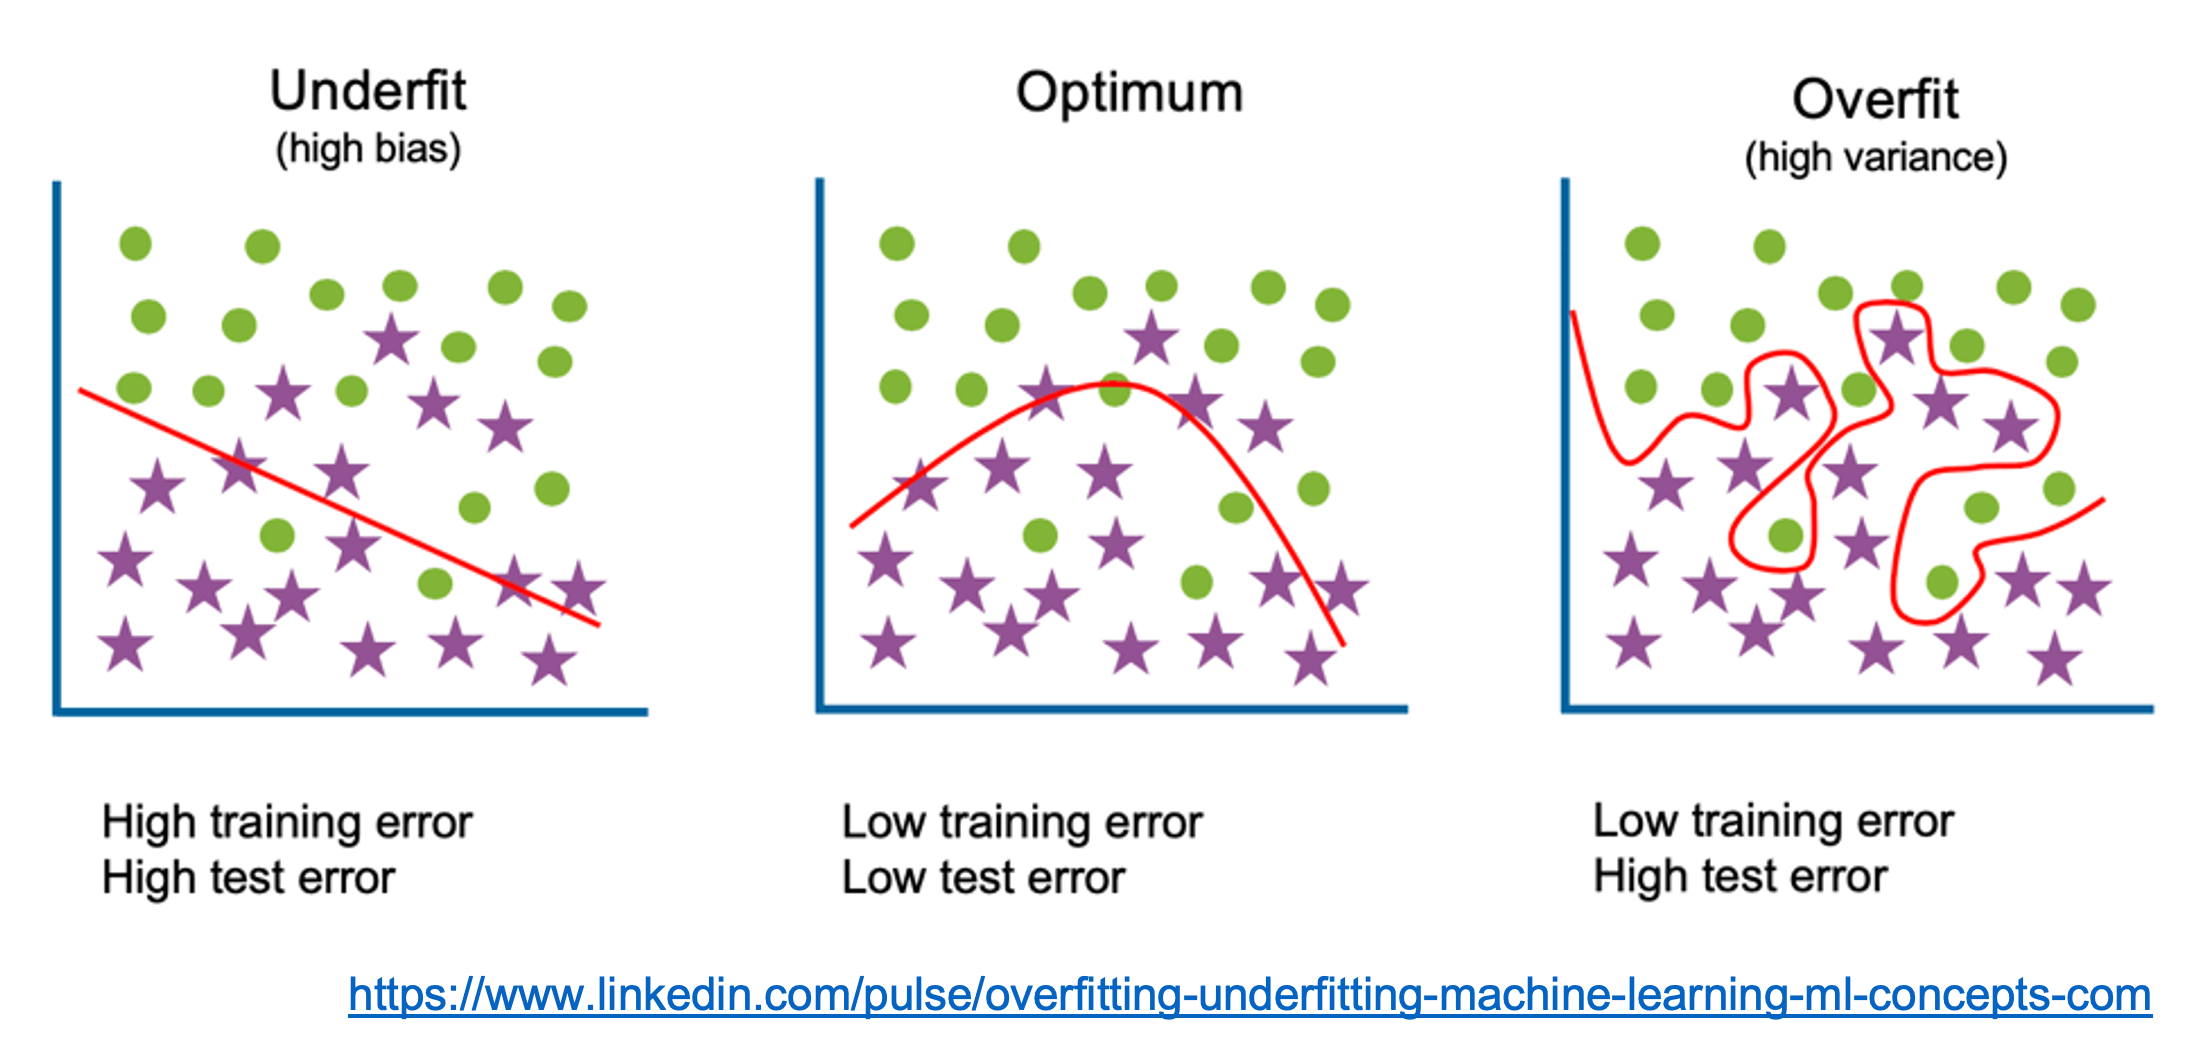 Underfit
(high bias)
High training error
High test error
Optimum
Low training error
Low test error
Overfit
(high variance)
Low training error
High test error
https://www.linkedin.com/pulse/overfitting-underfitting-machine-learning-ml-concepts-com